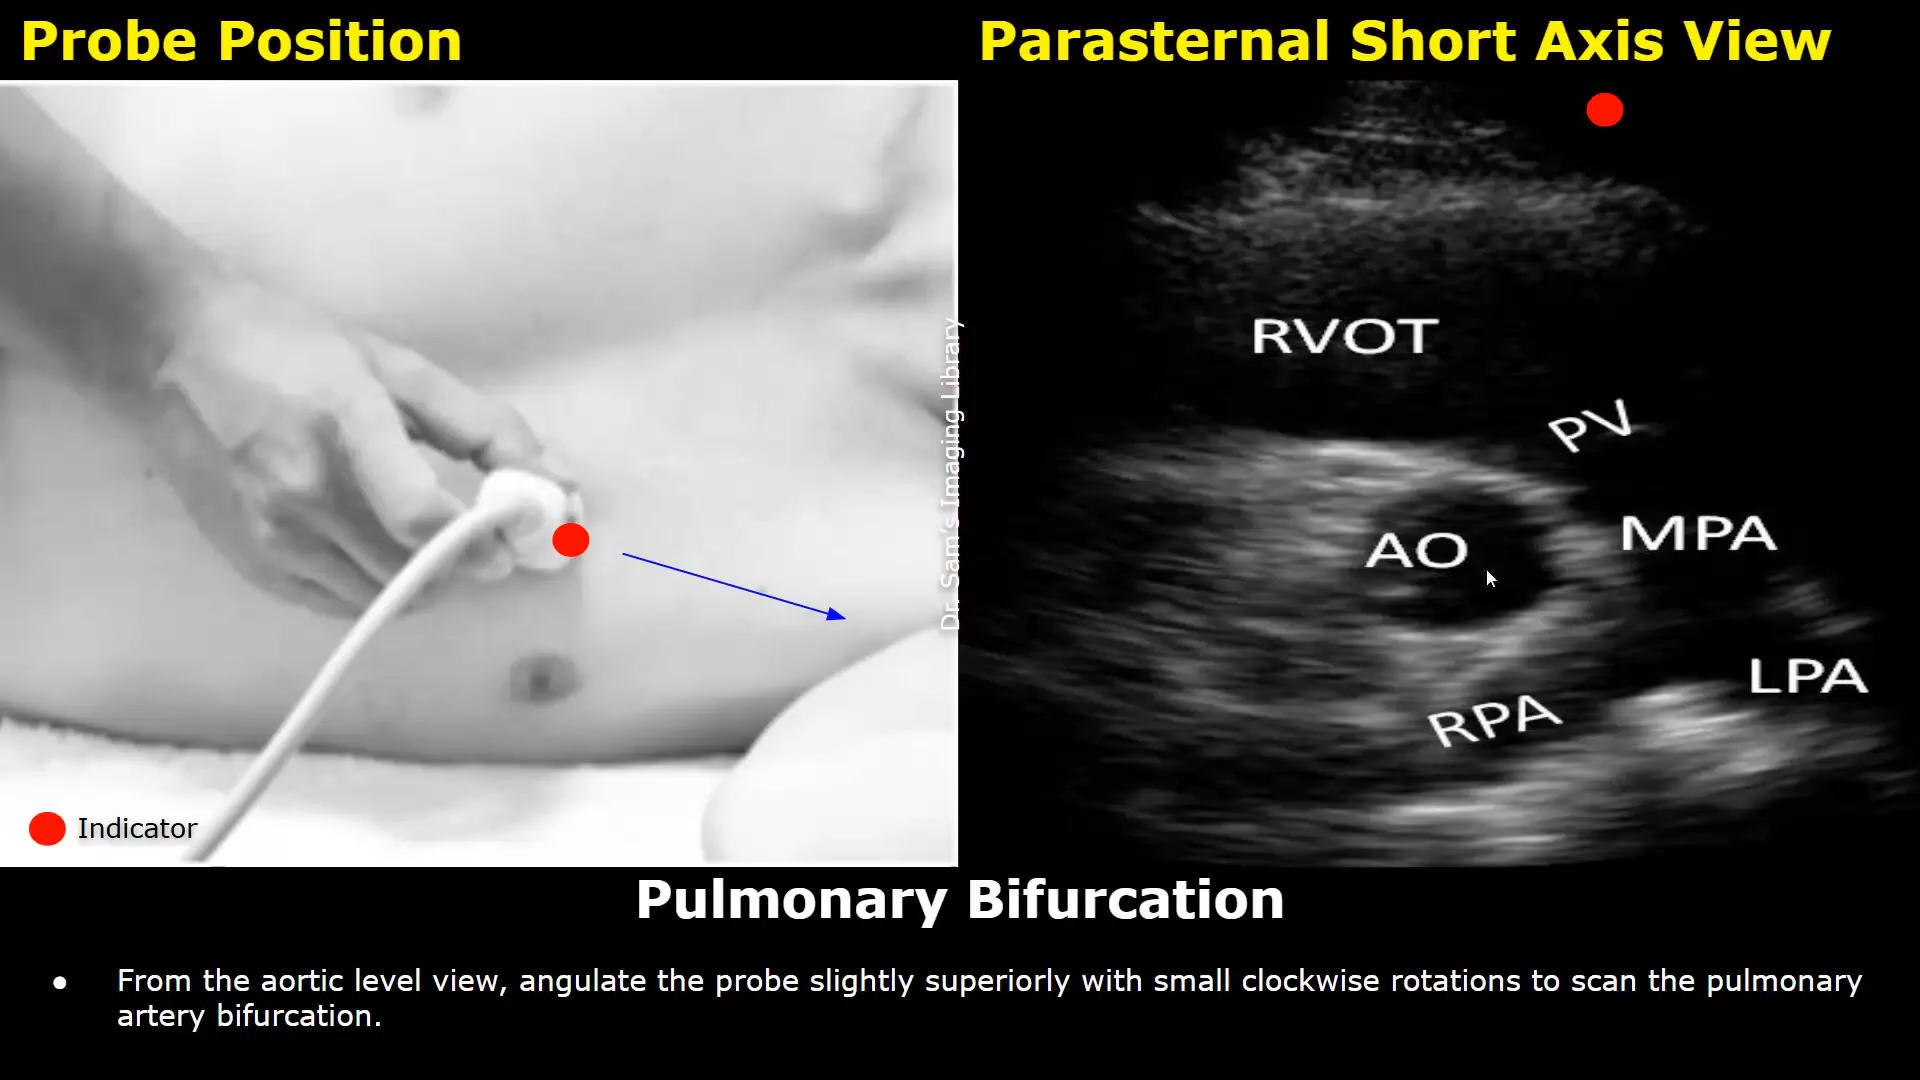 Probe Position
Parasternal Short Axis View
Dr. Sam's Imaging Library
RVOT
PV
AO
MPA
LPA
RPA
Indicator
Pulmonary Bifurcation
● From the aortic level view, angulate the probe slightly superiorly with small clockwise rotations to scan the pulmonary
artery bifurcation.